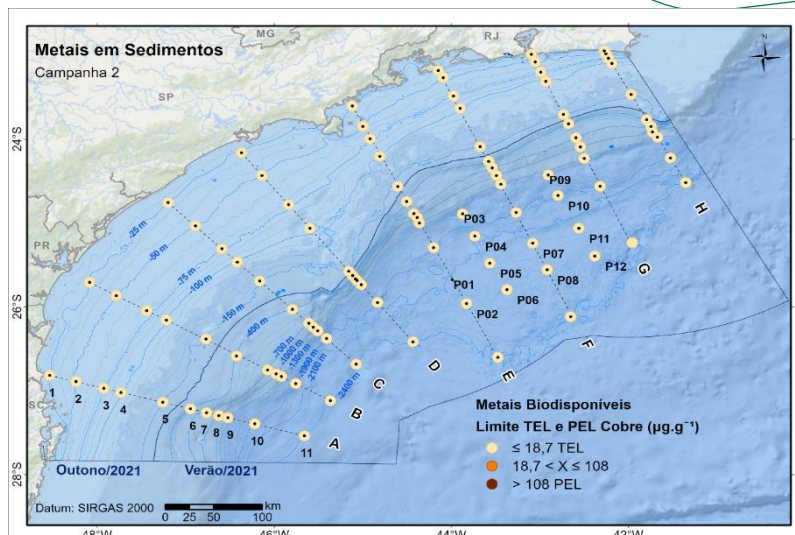 MG
RJ
Metais em Sedimentos
Campanha 2
SP
24°S
-25 m
-50 m
-75 m
-100 m
-150 m
-400 m
-700 m
-1000 m
-1300 m
-1900 m
-2100 m
-2400 m
PR
26°S
SC
P09
P10
P03
P04
P11
P07
P05
P12
P08
P01
P06
P02
H
G
F
E
D
C
B
A
1
2
3
4
5
6
7
8
9
10
11
Metais Biodisponíveis
Limite TEL e PEL Cobre (µg.g⁻¹)
≤ 18,7 TEL
18,7 < X ≤ 108
> 108 PEL
Outono/2021
Verão/2021
28°S
Datum: SIRGAS 2000
km
0 25 50 100
48°W
46°W
44°W
42°W